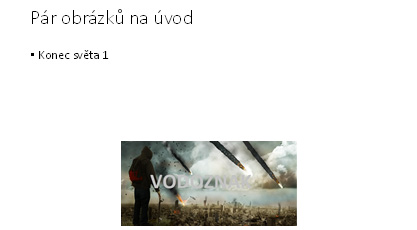 Pár obrázků na úvod
• Konec světa 1